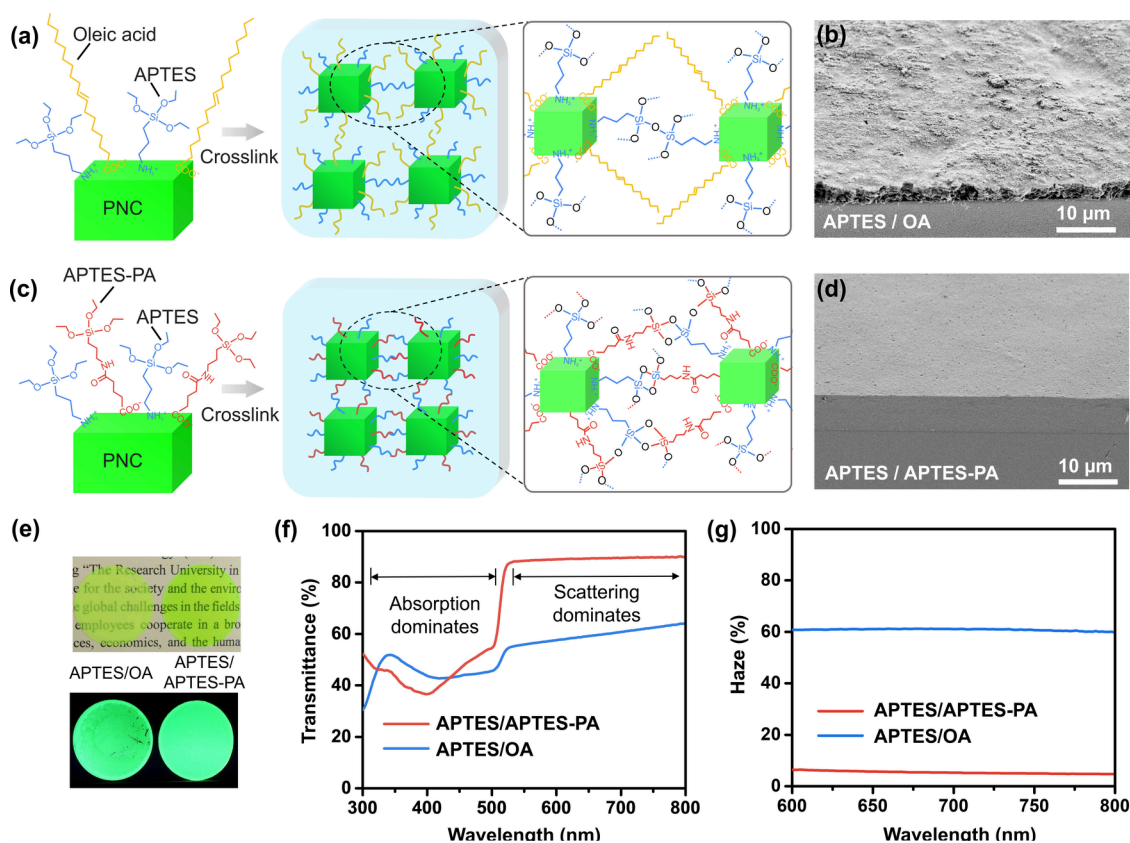 (a)
Oleic acid
APTES
Crosslink
PNC
(b)
APTES / OA
10 µm
(c)
APTES-PA
APTES
Crosslink
PNC
(d)
APTES / APTES-PA
10 µm
(e)
g “The Research University in
e for the society and the enviro
e global challenges in the fields
employees cooperate in a bro
ces, economics, and the huma
APTES/OA
APTES/
APTES-PA
(f)
Transmittance (%)
100
80
60
40
20
0
Absorption
dominates
Scattering
dominates
APTES/APTES-PA
APTES/OA
300
400
500
600
700
800
Wavelength (nm)
(g)
Haze (%)
100
80
60
40
20
0
APTES/APTES-PA
APTES/OA
600
650
700
750
800
Wavelength (nm)